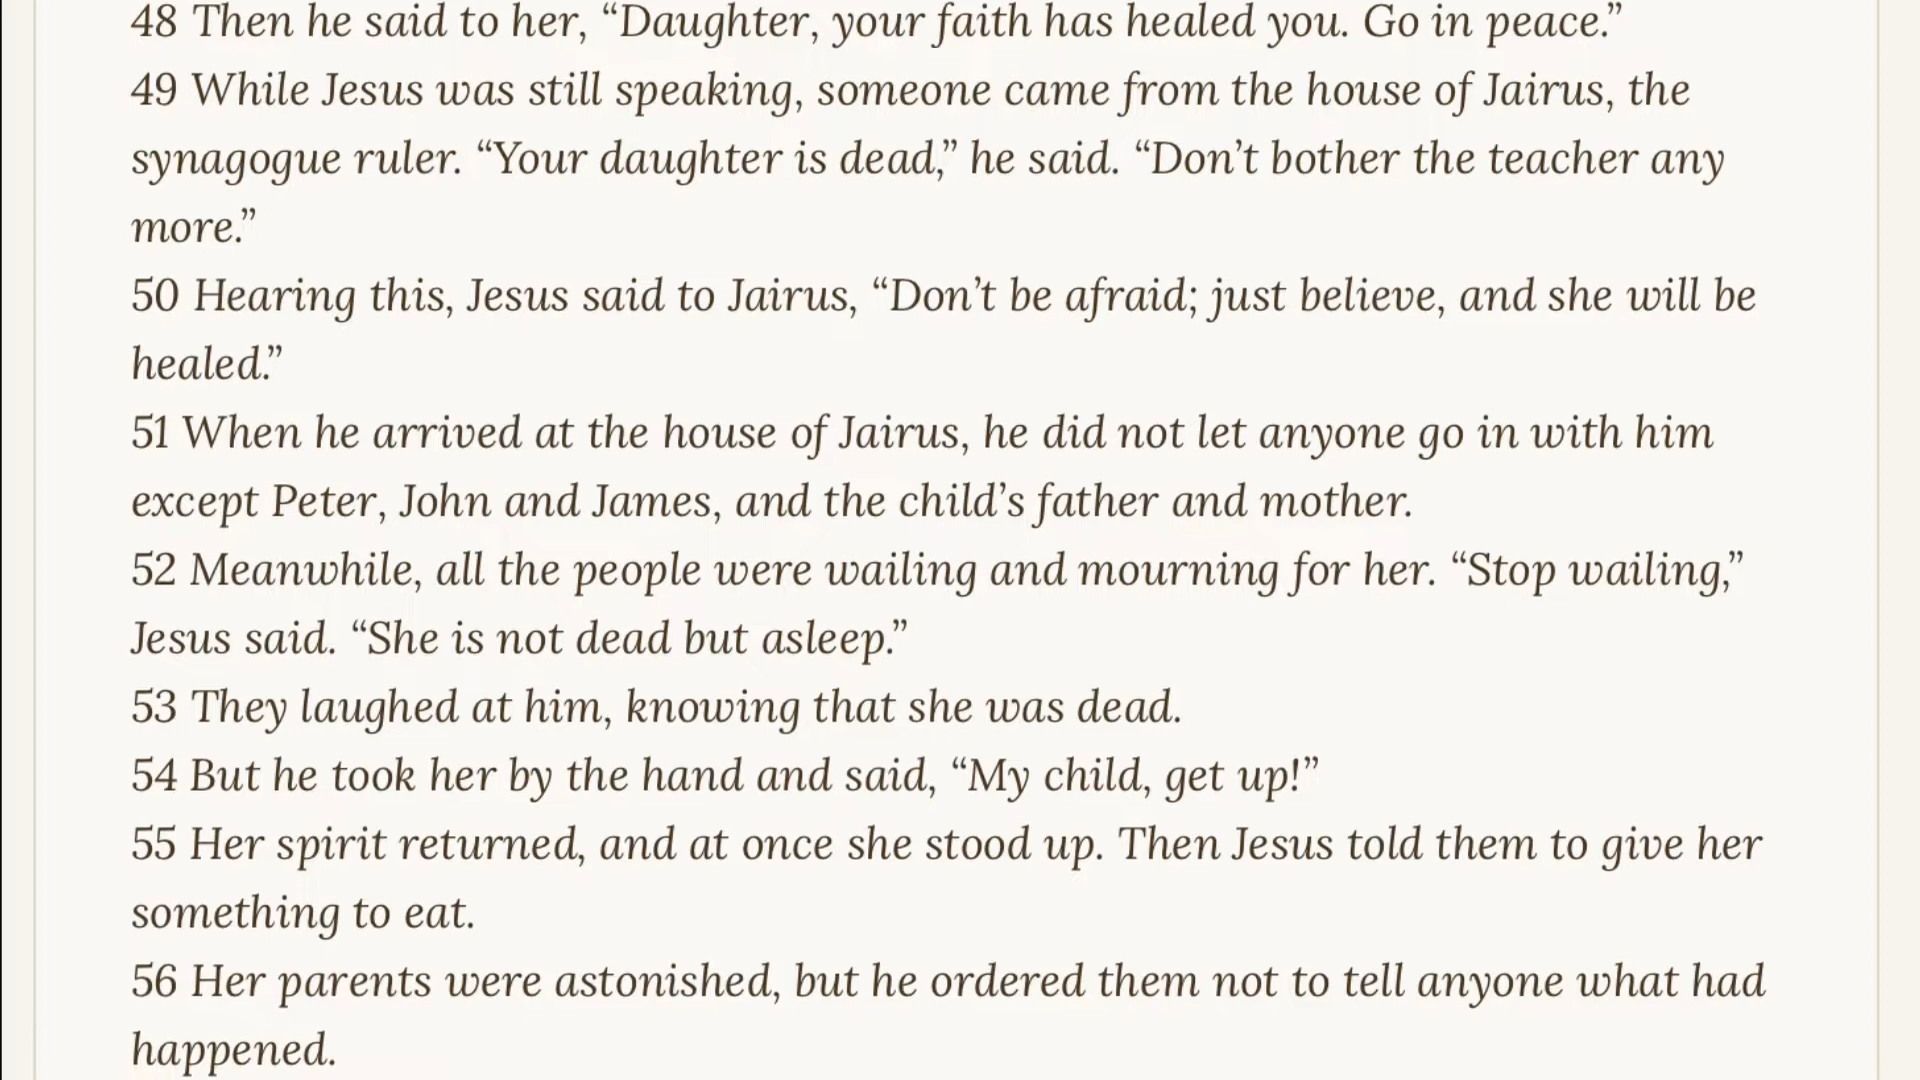 48 Then he said to her, “Daughter, your faith has healed you. Go in peace.”
49 While Jesus was still speaking, someone came from the house of Jairus, the
synagogue ruler. “Your daughter is dead,” he said. “Don’t bother the teacher any
more.”
50 Hearing this, Jesus said to Jairus, “Don’t be afraid; just believe, and she will be
healed.”
51 When he arrived at the house of Jairus, he did not let anyone go in with him
except Peter, John and James, and the child’s father and mother.
52 Meanwhile, all the people were wailing and mourning for her. “Stop wailing,”
Jesus said. “She is not dead but asleep.”
53 They laughed at him, knowing that she was dead.
54 But he took her by the hand and said, “My child, get up!”
55 Her spirit returned, and at once she stood up. Then Jesus told them to give her
something to eat.
56 Her parents were astonished, but he ordered them not to tell anyone what had
happened.